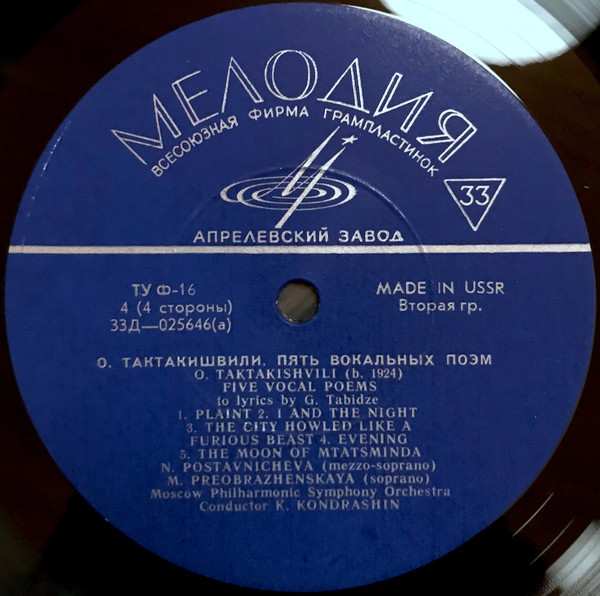 МЕЛОДИЯ
ВСЕСОЮЗНАЯ ФИРМА ГРАМПЛАСТИНОК
33
АПРЕЛЕВСКИЙ ЗАВОД
ТУ Ф-16
4 (4 стороны)
33Д—025646(а)
MADE IN USSR
Вторая гр.
О. ТАКТАКИШВИЛИ. ПЯТЬ ВОКАЛЬНЫХ ПОЭМ
O. TAKTAKISHVILI (b. 1924)
FIVE VOCAL POEMS
to lyrics by G. Tabidze
1. PLAINT 2. I AND THE NIGHT
3. THE CITY HOWLED LIKE A
FURIOUS BEAST 4. EVENING
5. THE MOON OF MTATSMINDA
N. POSTAVNICHEVA (mezzo-soprano)
M. PREOBRAZHENSKAYA (soprano)
Moscow Philharmonic Symphony Orchestra
Conductor K. KONDRASHIN